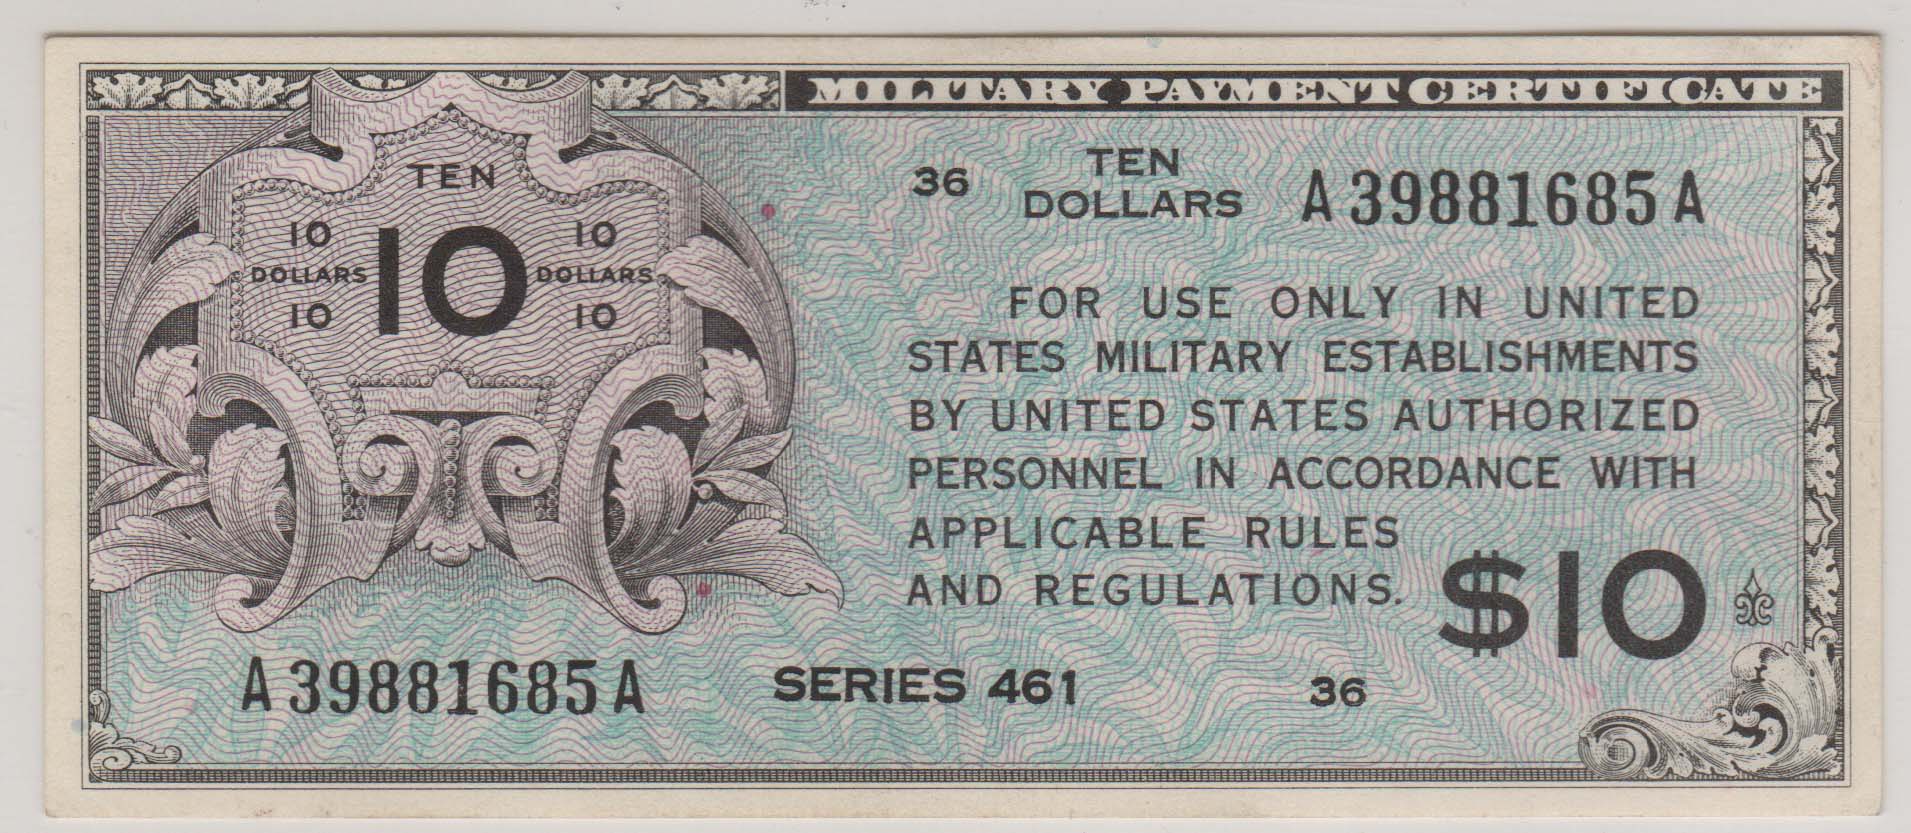 MILITARY PAYMENT CERTIFICATE
TEN
10 10
DOLLARS 10 DOLLARS
10 10
36 TEN DOLLARS A39881685A
FOR USE ONLY IN UNITED
STATES MILITARY ESTABLISHMENTS
BY UNITED STATES AUTHORIZED
PERSONNEL IN ACCORDANCE WITH
APPLICABLE RULES
AND REGULATIONS.
$10
A39881685A SERIES 461 36